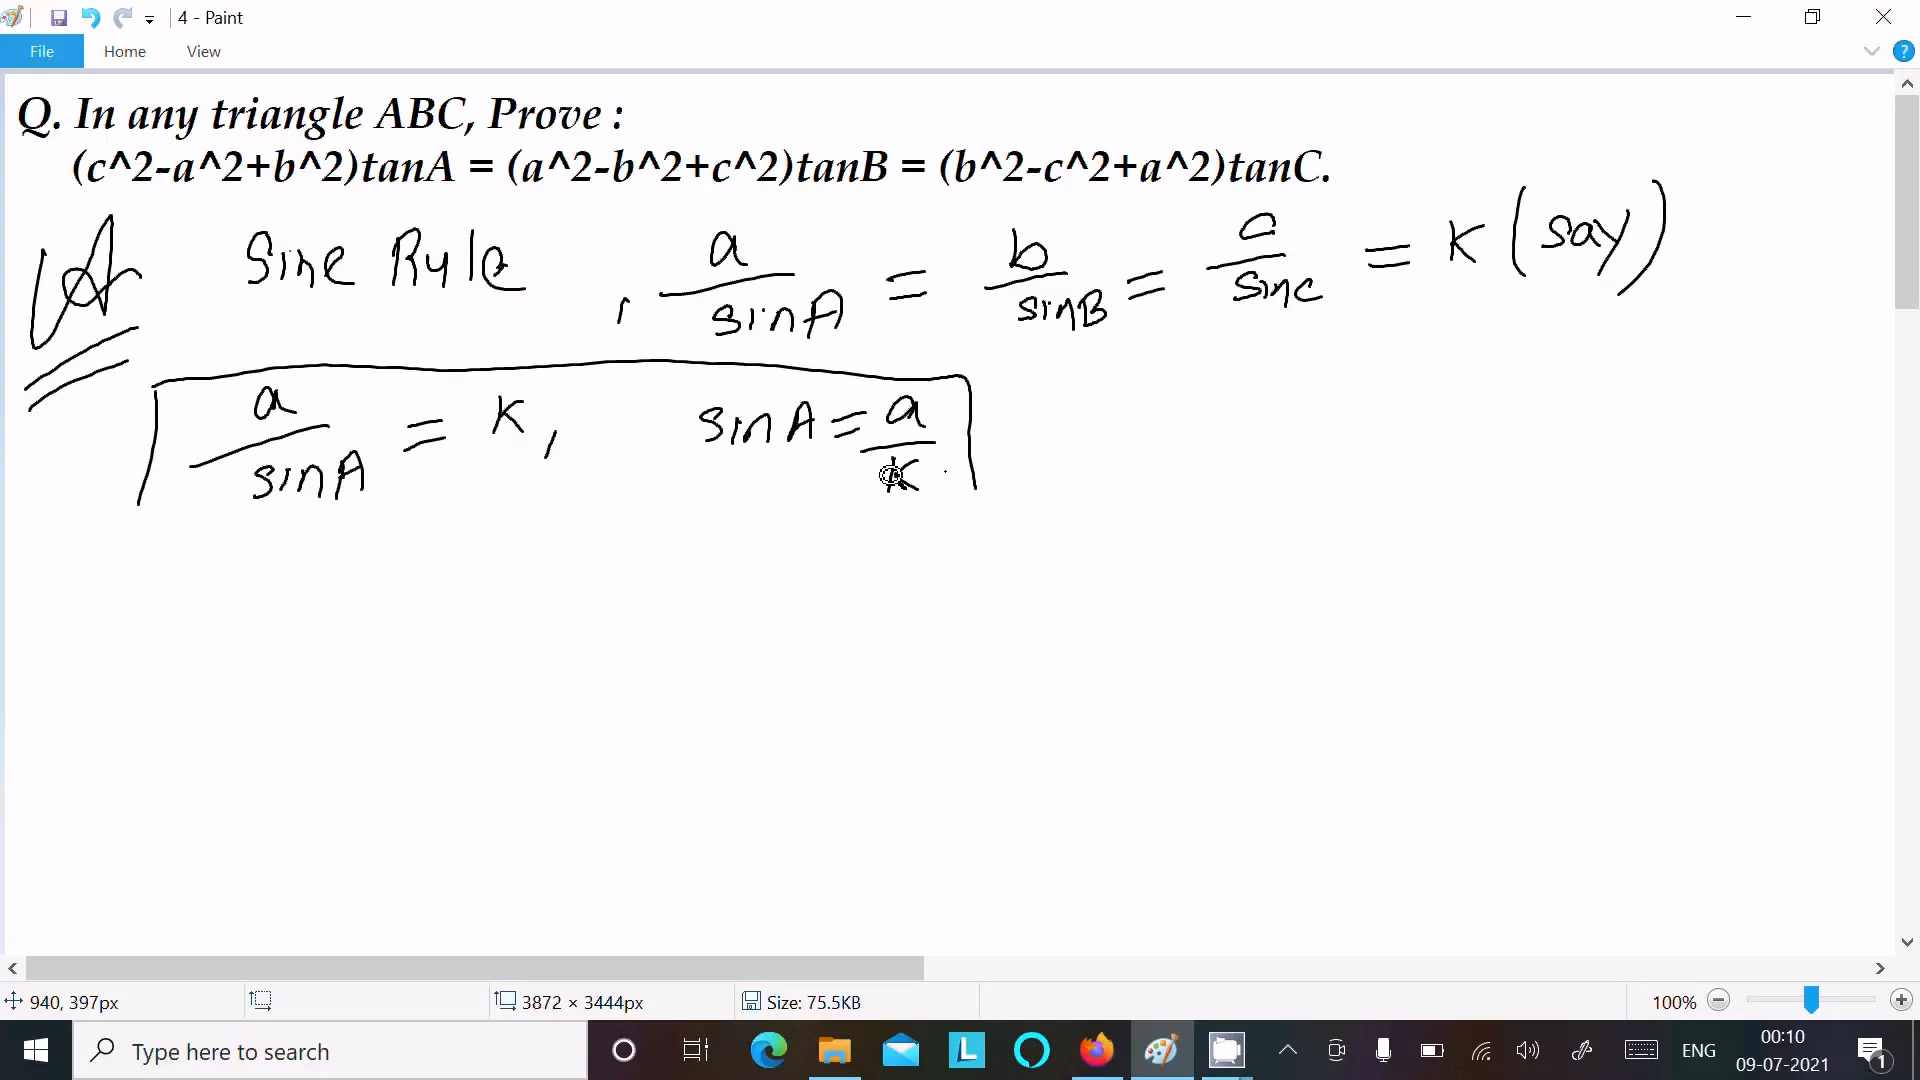 4 - Paint
File Home View
Q. In any triangle ABC, Prove :
(c^2-a^2+b^2)tanA = (a^2-b^2+c^2)tanB = (b^2-c^2+a^2)tanC.
A Sine Rule, a/sinA = b/sinB = c/sinC = K (say)
a/sinA = K, sinA = a/K
940, 397px 3872 × 3444px Size: 75.5KB 100%
Type here to search L ENG 00:10
09-07-2021 1